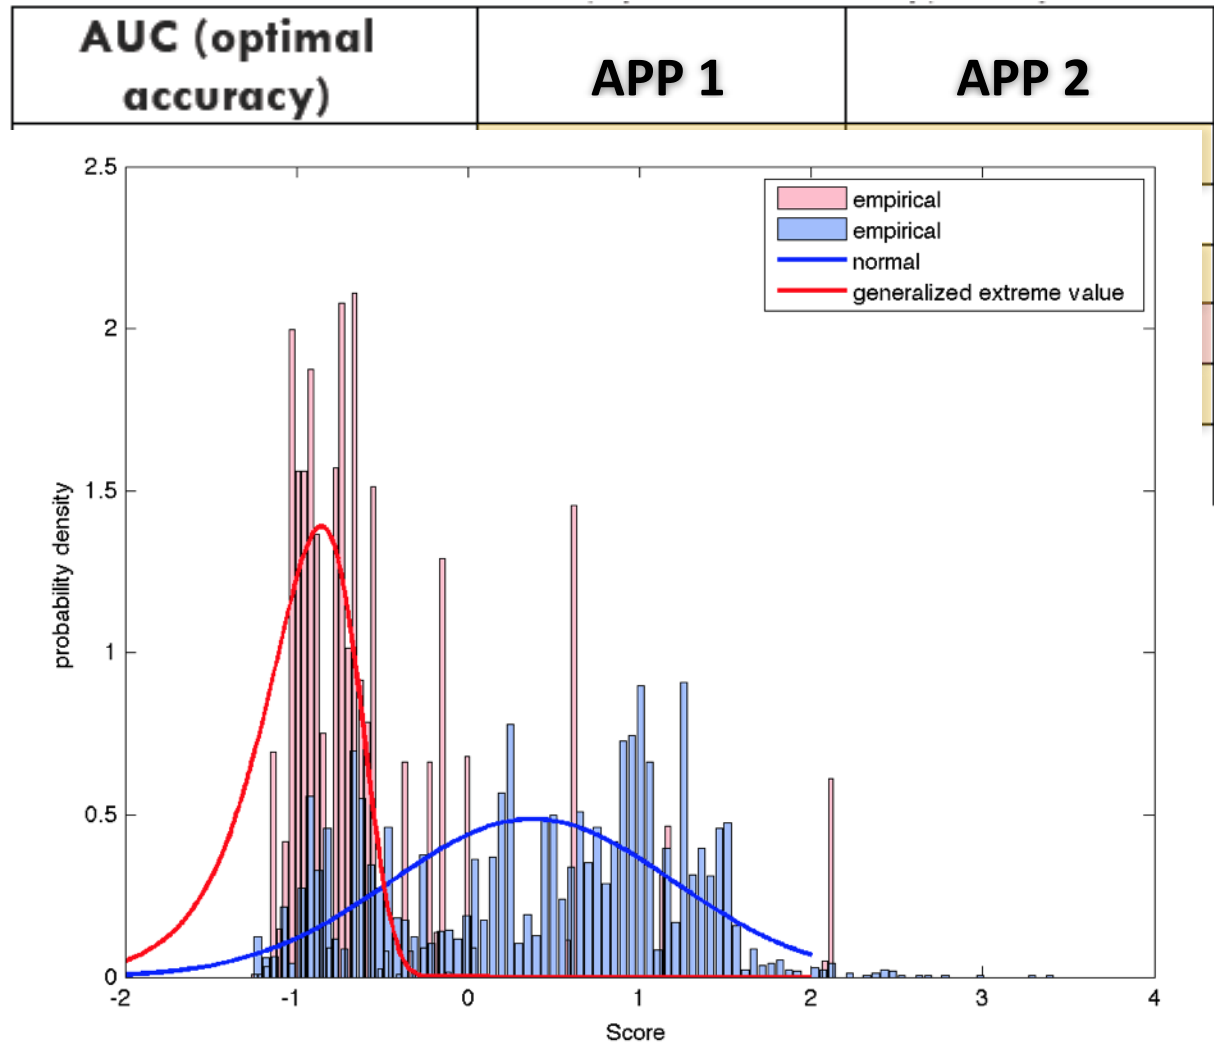 AUC (optimal
accuracy)
APP 1
APP 2
2.5
2
1.5
1
0.5
0
probability density
empirical
empirical
normal
generalized extreme value
-2
-1
0
1
2
3
4
Score